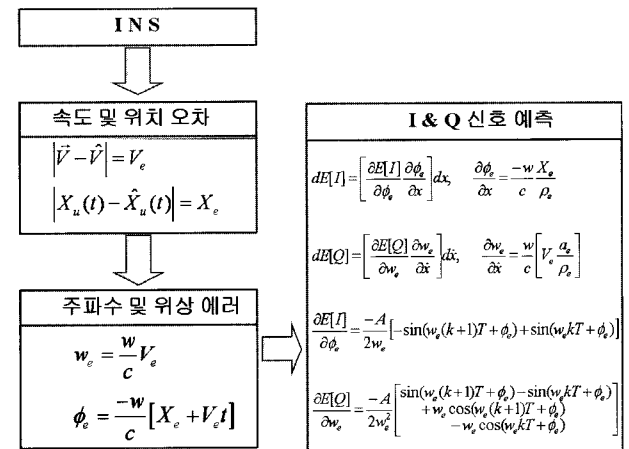 I N S
속도 및 위치 오차
|V⃗ − V̂| = V_e
|X_u(t) − X̂_u(t)| = X_e
주파수 및 위상 에러
w_e = w/c V_e
ϕ_e = −w/c [X_e + V_e t]
I & Q 신호 예측
dE[I] = [∂E[I]/∂ϕ_e ∂ϕ_e/∂x] dx, ∂ϕ_e/∂x = −w/c X_e/ρ_e
dE[Q] = [∂E[Q]/∂w_e ∂w_e/∂ẋ] dẋ, ∂w_e/∂ẋ = w/c [V_e a_e/ρ_e]
∂E[I]/∂ϕ_e = −A/2w_e [−sin(w_e(k+1)T + ϕ_e) + sin(w_e kT + ϕ_e)]
∂E[Q]/∂w_e = −A/2w_e² [sin(w_e(k+1)T + ϕ_e) − sin(w_e kT + ϕ_e)
+ w_e cos(w_e(k+1)T + ϕ_e)
− w_e cos(w_e kT + ϕ_e)]